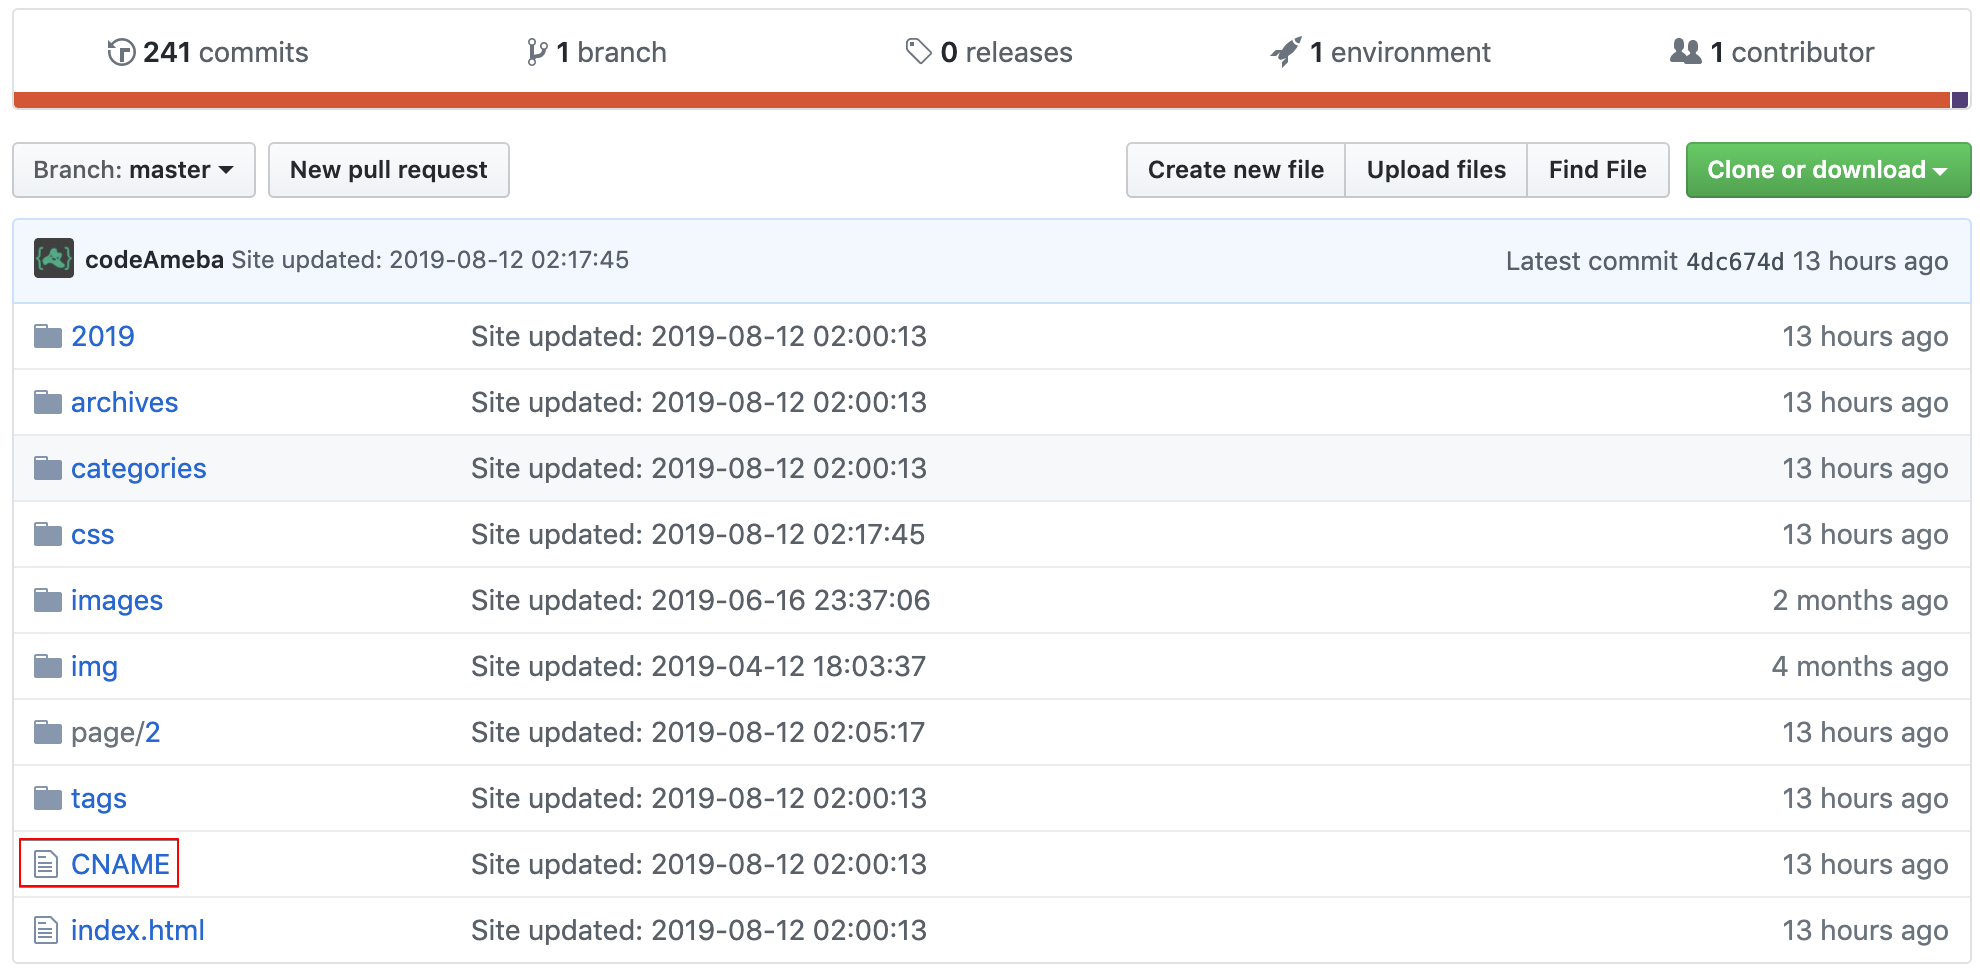 241 commits 1 branch 0 releases 1 environment 1 contributor
Branch: master New pull request Create new file Upload files Find File Clone or download
codeAmeba Site updated: 2019-08-12 02:17:45 Latest commit 4dc674d 13 hours ago
2019 Site updated: 2019-08-12 02:00:13 13 hours ago
archives Site updated: 2019-08-12 02:00:13 13 hours ago
categories Site updated: 2019-08-12 02:00:13 13 hours ago
css Site updated: 2019-08-12 02:17:45 13 hours ago
images Site updated: 2019-06-16 23:37:06 2 months ago
img Site updated: 2019-04-12 18:03:37 4 months ago
page/2 Site updated: 2019-08-12 02:05:17 13 hours ago
tags Site updated: 2019-08-12 02:00:13 13 hours ago
CNAME Site updated: 2019-08-12 02:00:13 13 hours ago
index.html Site updated: 2019-08-12 02:00:13 13 hours ago